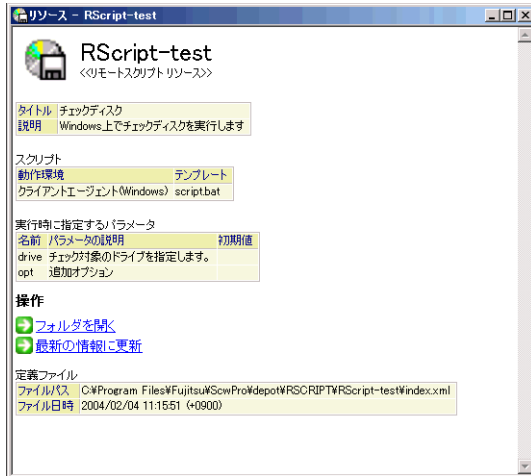 リソース - RScript-test
RScript-test
<<リモートスクリプトリソース>>
タイトル チェックディスク
説明 Windows上でチェックディスクを実行します
スクリプト
動作環境 テンプレート
クライアントエージェント(Windows) script.bat
実行時に指定するパラメータ
名前 パラメータの説明 初期値
drive チェック対象のドライブを指定します。
opt 追加オプション
操作
フォルダを開く
最新の情報に更新
定義ファイル
ファイルパス C:¥Program Files¥Fujitsu¥ScwPro¥depot¥RSCRIPT¥RScript-test¥index.xml
ファイル日時 2004/02/04 11:15:51 (+0900)